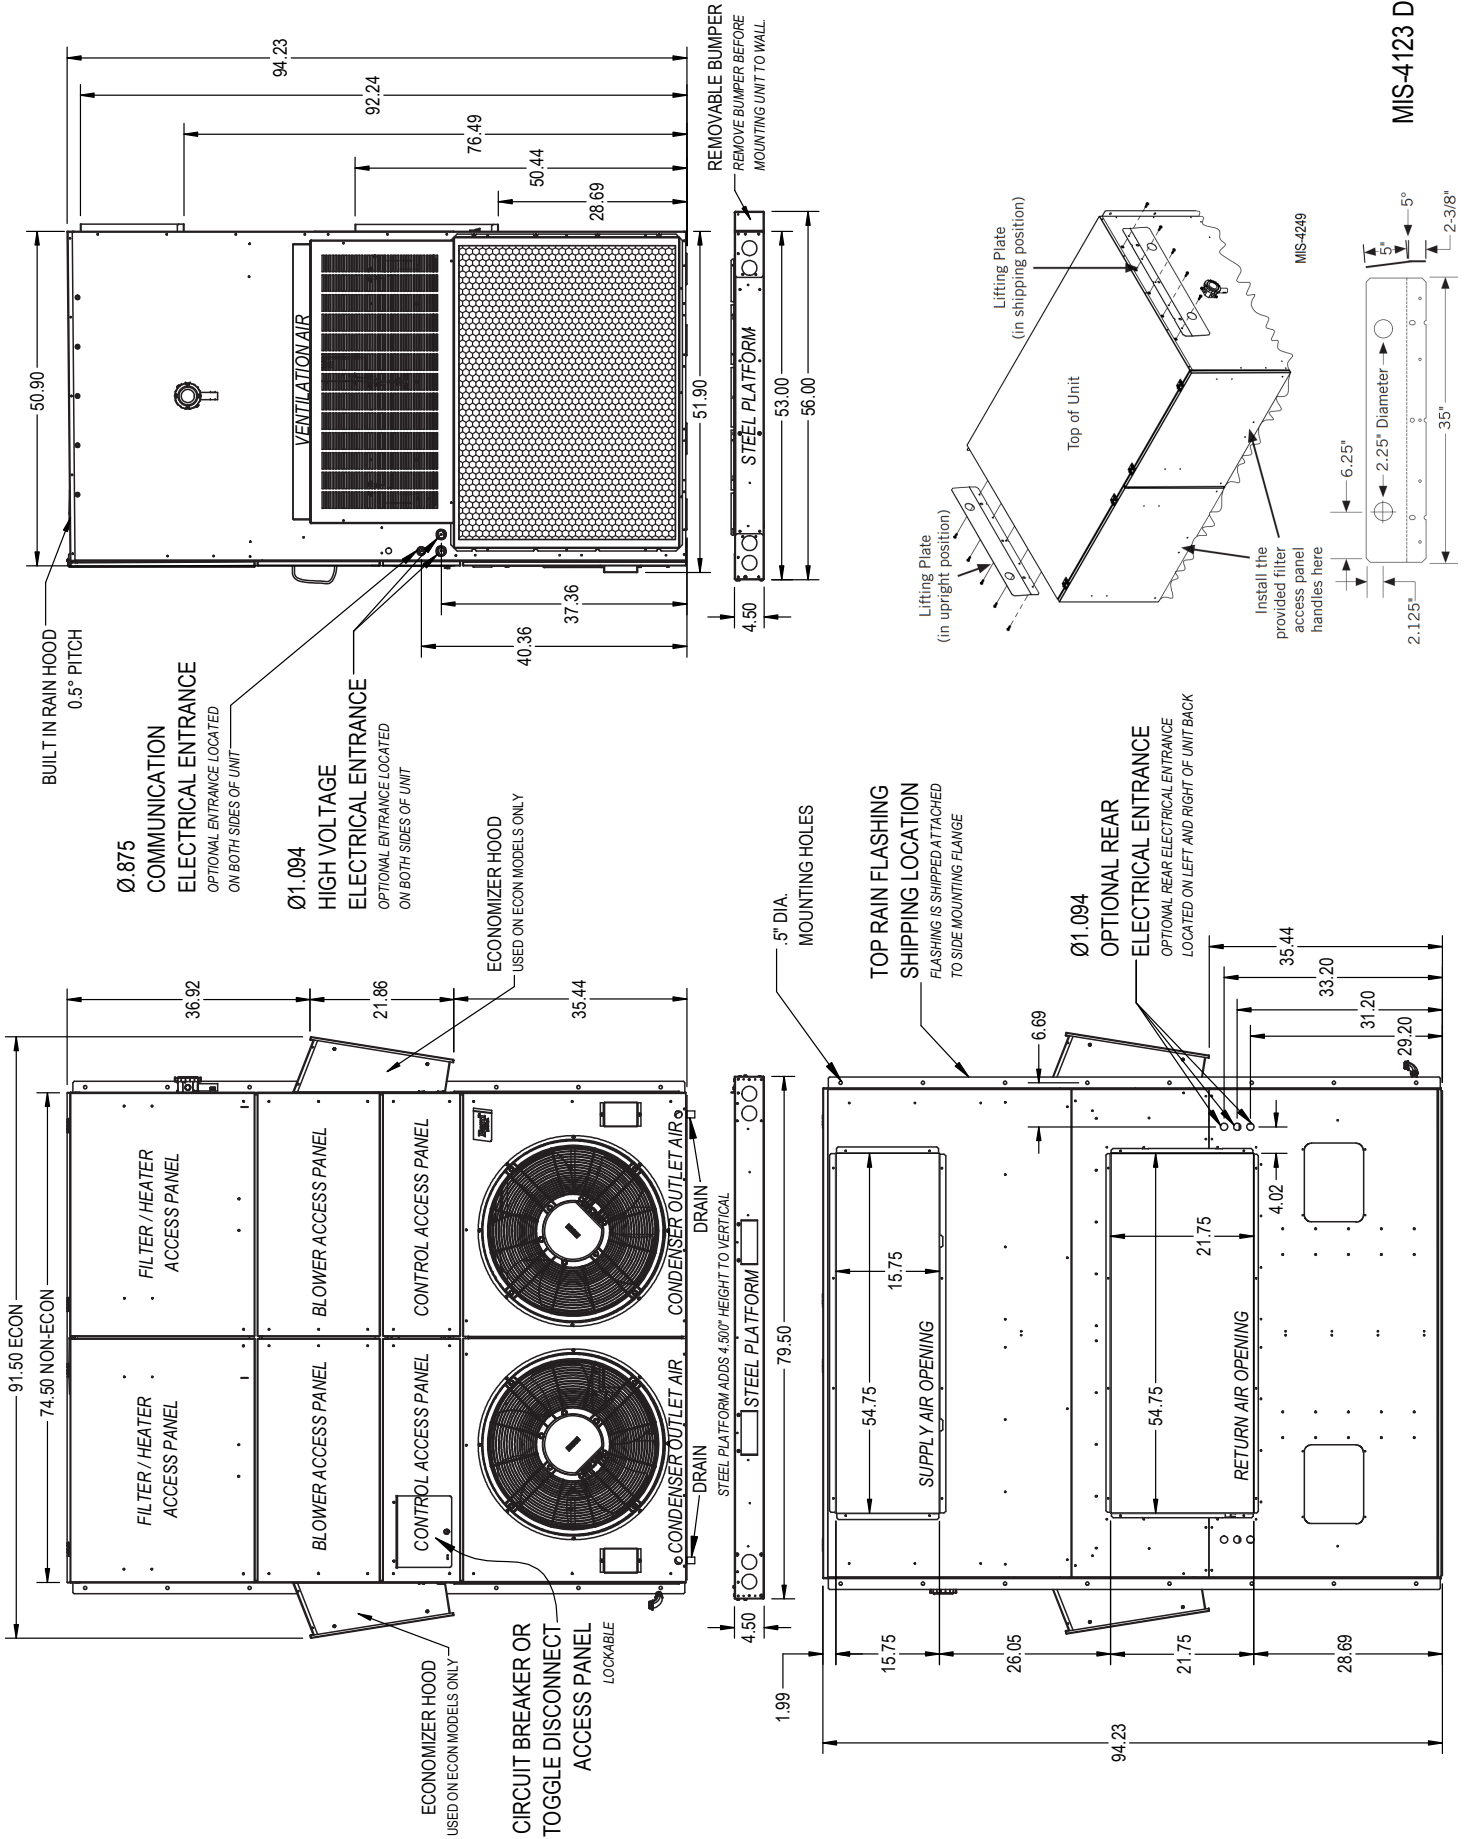 91.50 ECON
74.50 NON-ECON
36.92
21.86
35.44
FILTER / HEATER
ACCESS PANEL
FILTER / HEATER
ACCESS PANEL
BLOWER ACCESS PANEL
BLOWER ACCESS PANEL
CONTROL ACCESS PANEL
CONTROL ACCESS PANEL
CONDENSER OUTLET AIR
CONDENSER OUTLET AIR
DRAIN
DRAIN
ECONOMIZER HOOD
USED ON ECON MODELS ONLY
ECONOMIZER HOOD
USED ON ECON MODELS ONLY
CIRCUIT BREAKER OR
TOGGLE DISCONNECT
ACCESS PANEL
LOCKABLE
STEEL PLATFORM ADDS 4.500" HEIGHT TO VERTICAL
STEEL PLATFORM
4.50
79.50
BUILT IN RAIN HOOD
0.5° PITCH
Ø.875
COMMUNICATION
ELECTRICAL ENTRANCE
OPTIONAL ENTRANCE LOCATED
ON BOTH SIDES OF UNIT
Ø1.094
HIGH VOLTAGE
ELECTRICAL ENTRANCE
OPTIONAL ENTRANCE LOCATED
ON BOTH SIDES OF UNIT
50.90
VENTILATION AIR
94.23
92.24
76.49
50.44
28.69
37.36
40.36
51.90
STEEL PLATFORM
4.50
53.00
56.00
REMOVABLE BUMPER
REMOVE BUMPER BEFORE
MOUNTING UNIT TO WALL.
1.99
15.75
26.05
21.75
28.69
94.23
54.75
15.75
SUPPLY AIR OPENING
54.75
21.75
RETURN AIR OPENING
4.02
6.69
29.20
31.20
33.20
35.44
.5" DIA.
MOUNTING HOLES
TOP RAIN FLASHING
SHIPPING LOCATION
FLASHING IS SHIPPED ATTACHED
TO SIDE MOUNTING FLANGE
Ø1.094
OPTIONAL REAR
ELECTRICAL ENTRANCE
OPTIONAL REAR ELECTRICAL ENTRANCE
LOCATED ON LEFT AND RIGHT OF UNIT BACK
Lifting Plate
(in upright position)
Lifting Plate
(in shipping position)
Top of Unit
Install the
provided filter
access panel
handles here
MIS-4249
6.25"
2.25" Diameter
2.125"
35"
5"
5°
2-3/8"
MIS-4123 D